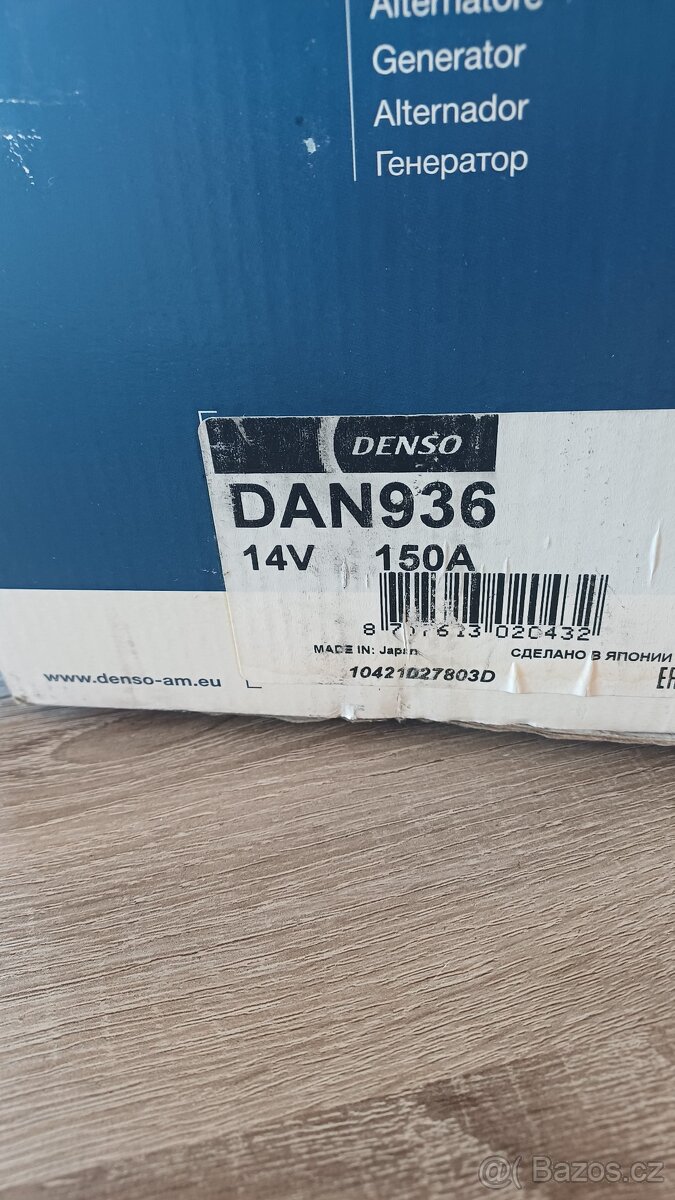 Alternatore
Generator
Alternador
Генератор
DENSO
DAN936
14V 150A
020432
MADE IN: Japan
СДЕЛАНО В ЯПОНИИ
10421027803D
www.denso-am.eu
© Bazos.cz